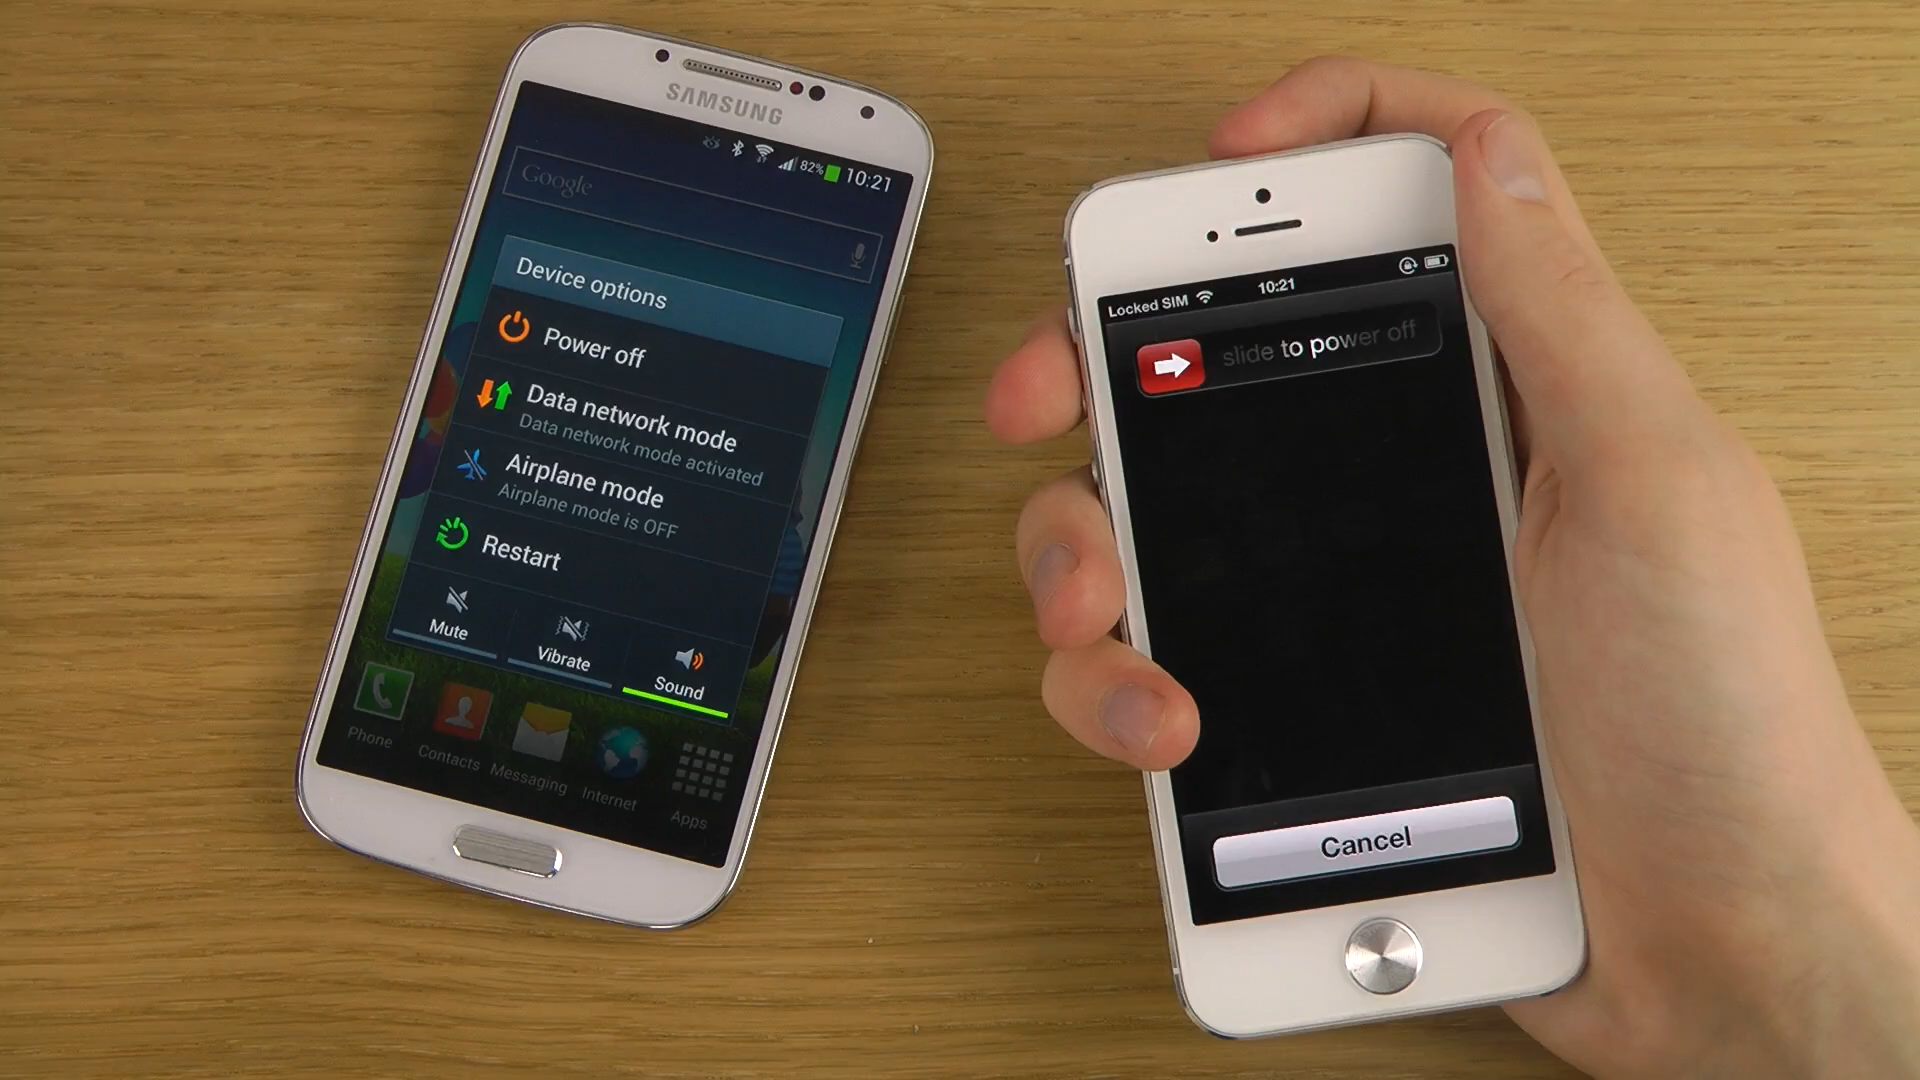 SAMSUNG
82% 10:21
Google
Device options
Power off
Data network mode
Data network mode activated
Airplane mode
Airplane mode is OFF
Restart
Mute
Vibrate
Sound
Phone
Contacts
Messaging
Internet
Apps
Locked SIM 10:21
slide to power off
Cancel